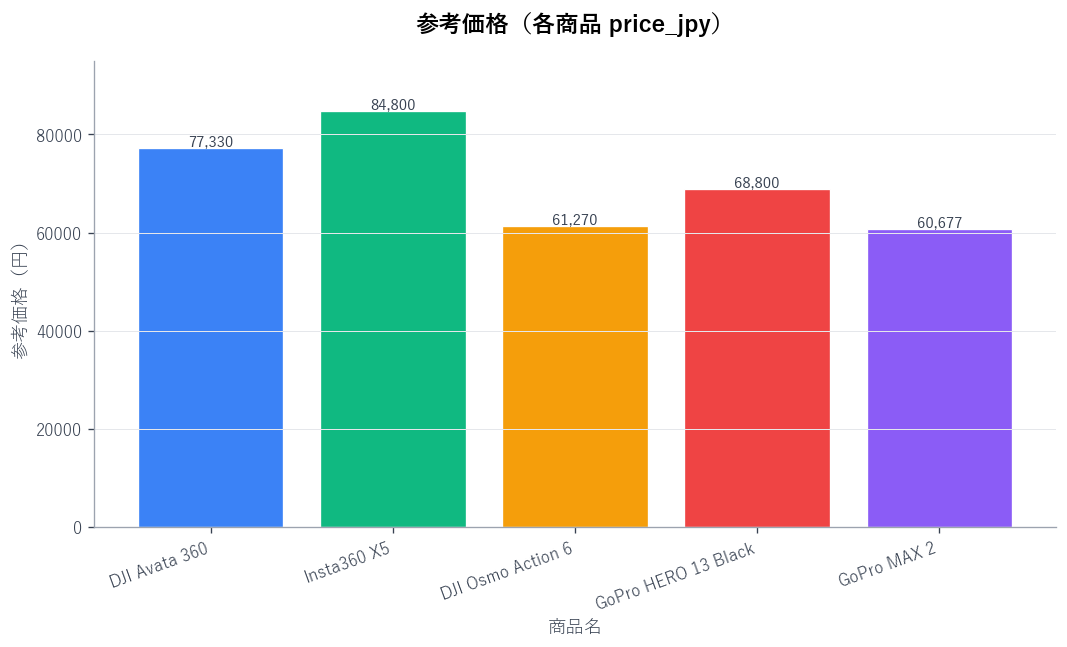 参考価格（各商品 price_jpy）
参考価格（円）
80000
60000
40000
20000
0
77,330
84,800
61,270
68,800
60,677
DJI Avata 360
Insta360 X5
DJI Osmo Action 6
GoPro HERO 13 Black
GoPro MAX 2
商品名